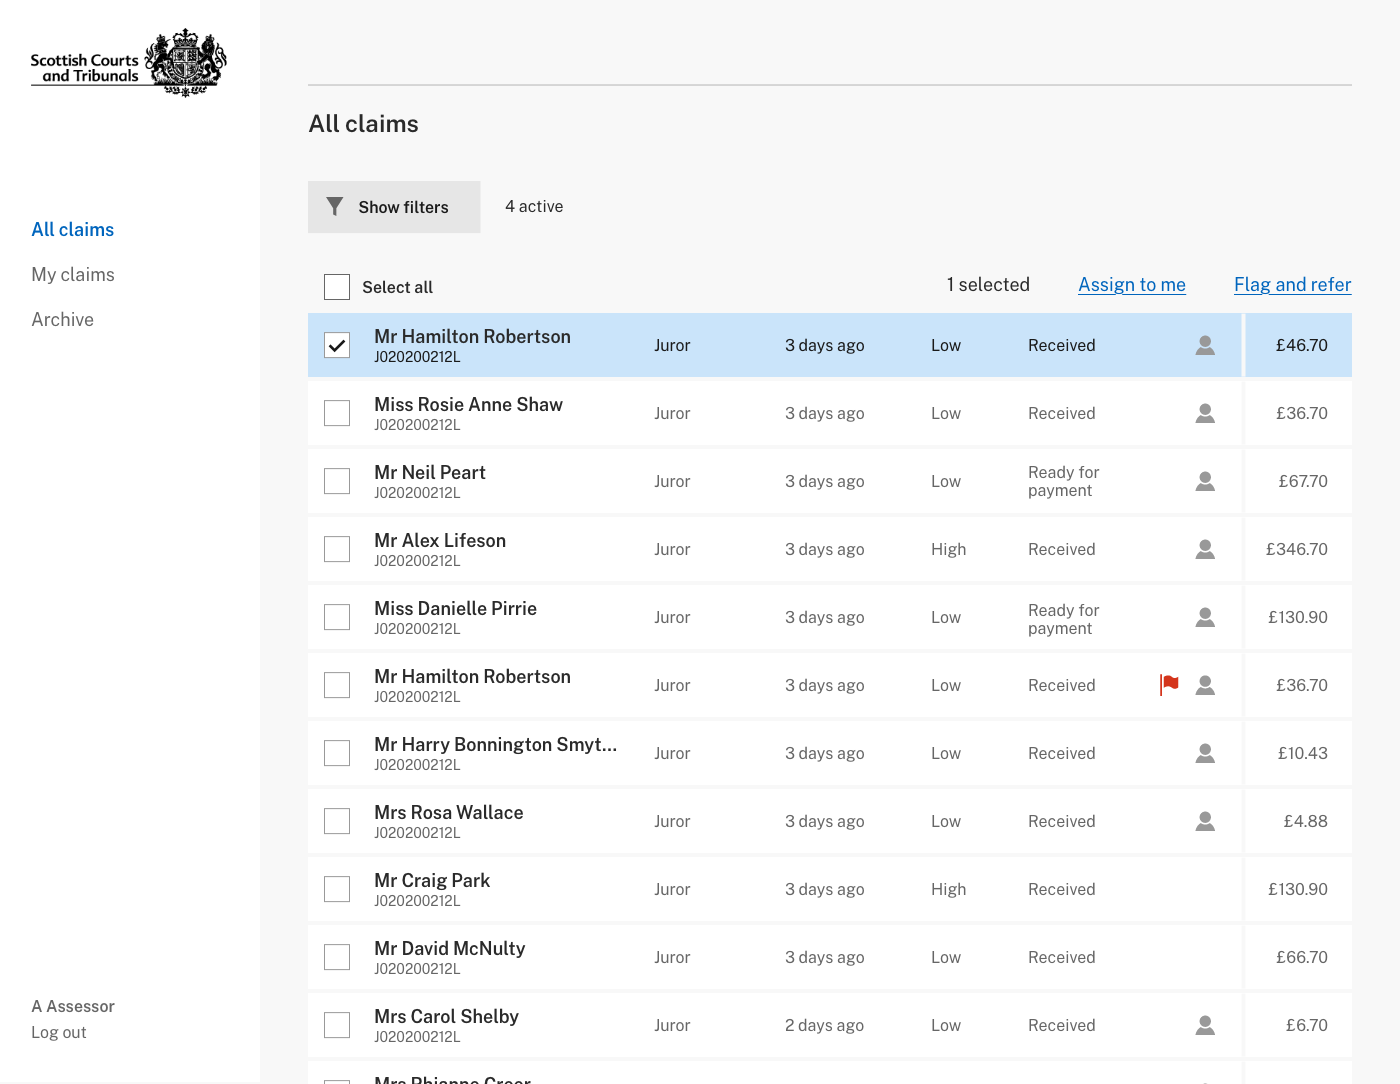 Scottish Courts
and Tribunals
All claims
My claims
Archive
A Assessor
Log out
All claims
Show filters
4 active
Select all
1 selected
Assign to me
Flag and refer
Mr Hamilton Robertson
J020200212L
Juror
3 days ago
Low
Received
£46.70
Miss Rosie Anne Shaw
J020200212L
Juror
3 days ago
Low
Received
£36.70
Mr Neil Peart
J020200212L
Juror
3 days ago
Low
Ready for
payment
£67.70
Mr Alex Lifeson
J020200212L
Juror
3 days ago
High
Received
£346.70
Miss Danielle Pirrie
J020200212L
Juror
3 days ago
Low
Ready for
payment
£130.90
Mr Hamilton Robertson
J020200212L
Juror
3 days ago
Low
Received
£36.70
Mr Harry Bonnington Smyt...
J020200212L
Juror
3 days ago
Low
Received
£10.43
Mrs Rosa Wallace
J020200212L
Juror
3 days ago
Low
Received
£4.88
Mr Craig Park
J020200212L
Juror
3 days ago
High
Received
£130.90
Mr David McNulty
J020200212L
Juror
3 days ago
Low
Received
£66.70
Mrs Carol Shelby
J020200212L
Juror
2 days ago
Low
Received
£6.70
Mrs Rhianne Greer